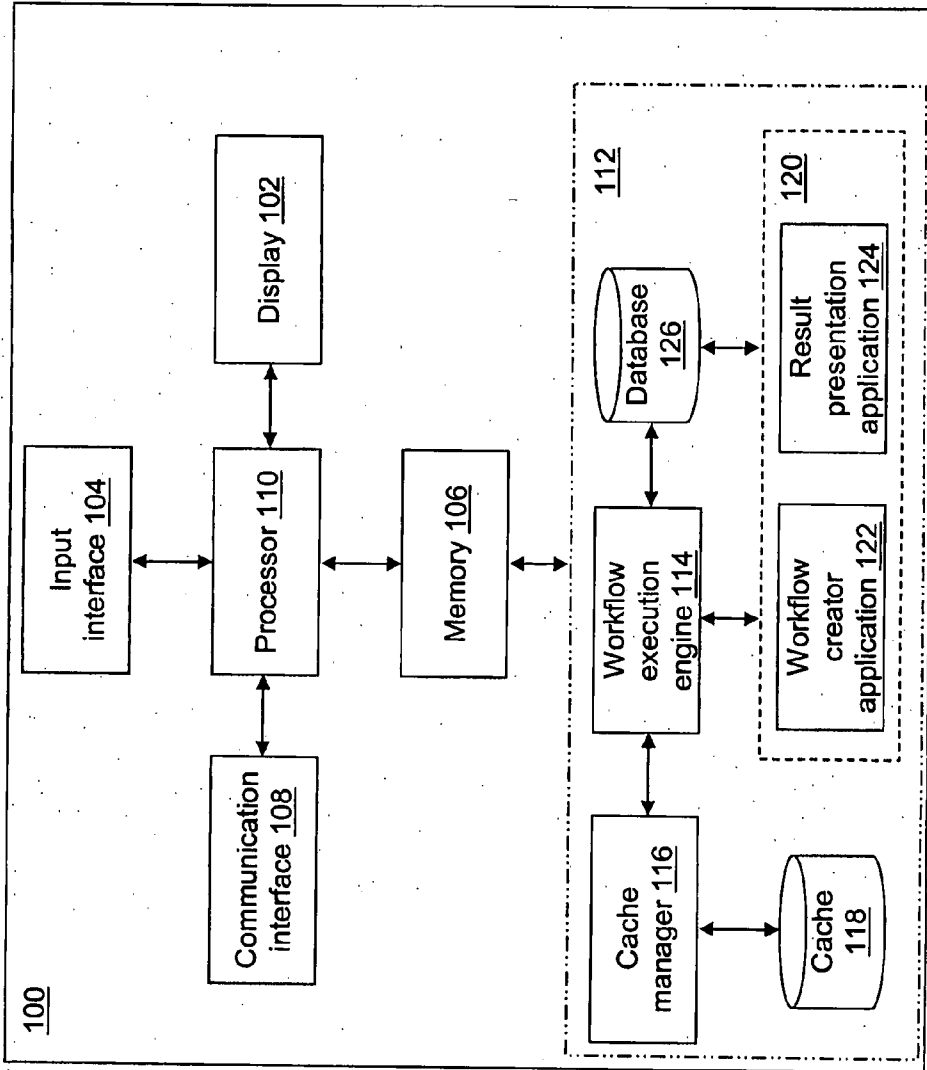 100
Input
interface 104
Communication
interface 108
Processor 110
Display 102
Memory 106
112
Cache
manager 116
Workflow
execution
engine 114
Database
126
Cache
118
120
Workflow
creator
application 122
Result
presentation
application 124